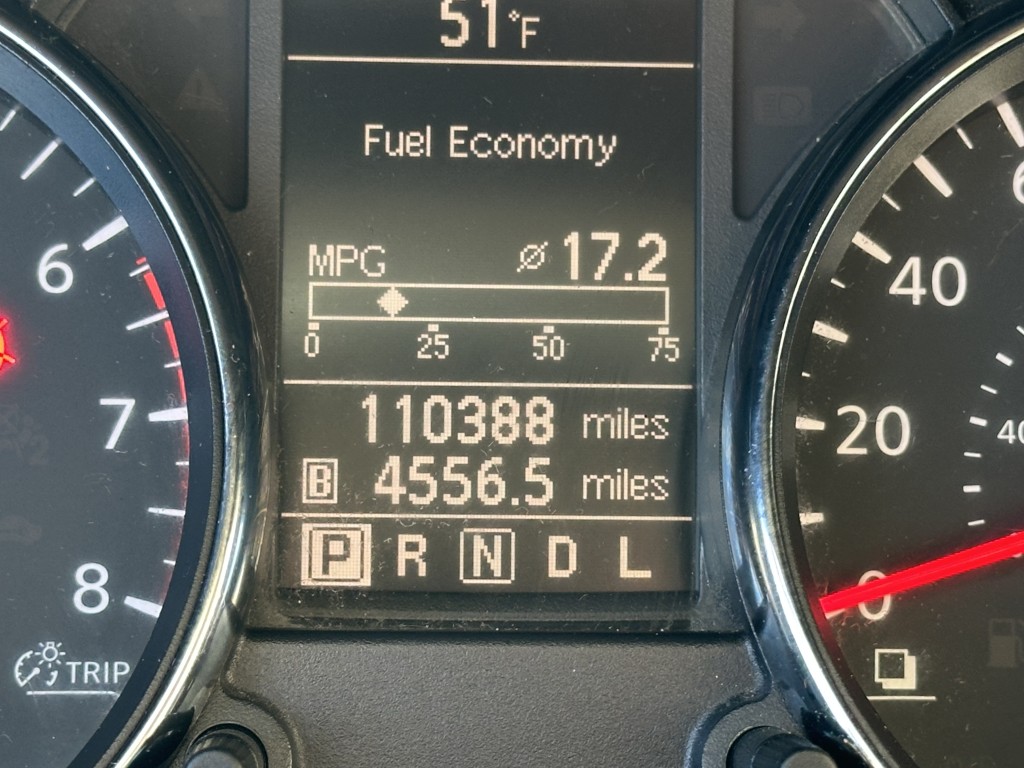 51°F
Fuel Economy
MPG ⌀ 17.2
0 25 50 75
110388 miles
B 4556.5 miles
P R N D L
6
7
8
TRIP
40
20
0
40